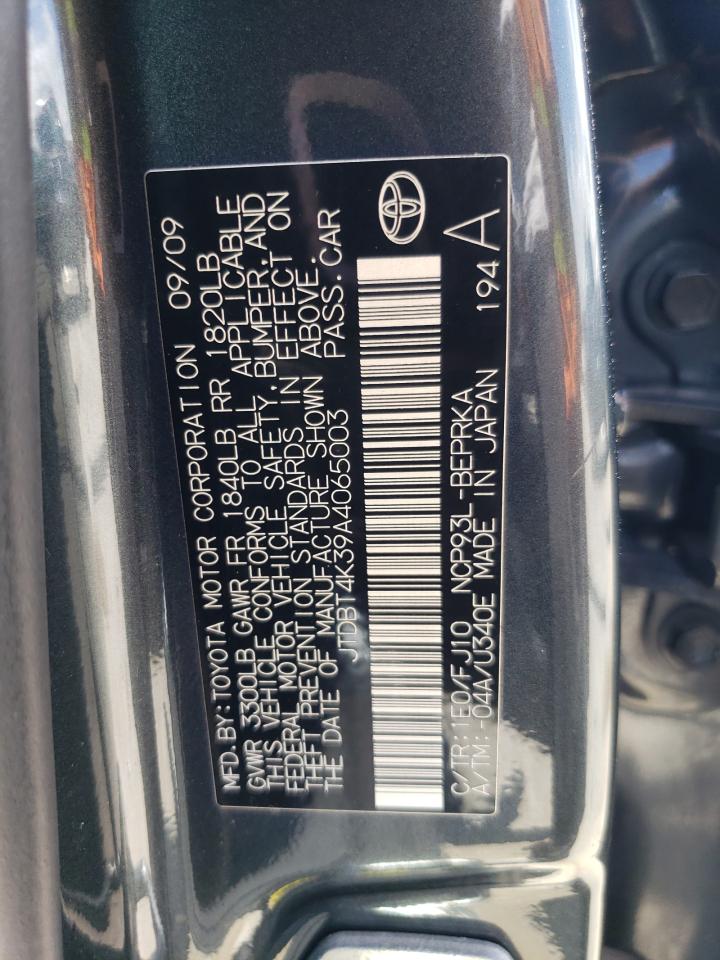 MFD. BY: TOYOTA MOTOR CORPORATION 09/09
GVWR 3300LB GAWR-FR 1840LB RR 1820LB
THIS VEHICLE CONFORMS TO ALL APPLICABLE
FEDERAL MOTOR VEHICLE SAFETY, BUMPER, AND
THEFT PREVENTION STANDARDS IN EFFECT ON
THE DATE OF MANUFACTURE SHOWN ABOVE.
JTDBT4K39A4065003 PASS. CAR
C/TR: 1E0/FJ10 NCP93L-BEPRKA 194 A
A/TM: -04A/U340E MADE IN JAPAN